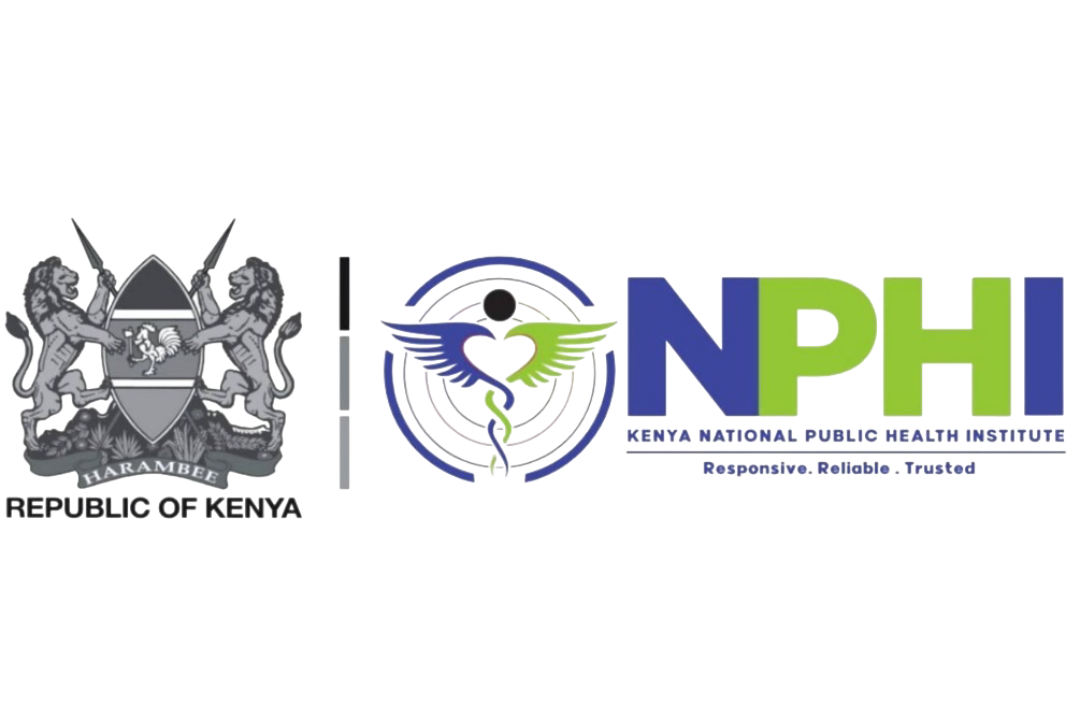 HARAMBEE
REPUBLIC OF KENYA
NPHI
KENYA NATIONAL PUBLIC HEALTH INSTITUTE
Responsive. Reliable . Trusted